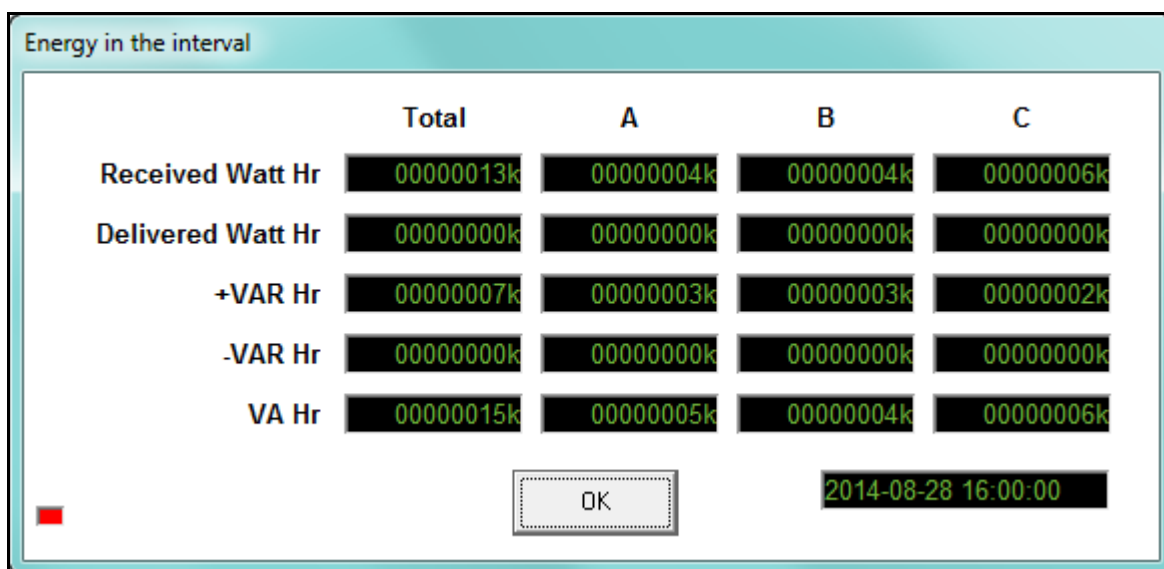 Energy in the interval
Total A B C
Received Watt Hr 00000013k 00000004k 00000004k 00000006k
Delivered Watt Hr 00000000k 00000000k 00000000k 00000000k
+VAR Hr 00000007k 00000003k 00000003k 00000002k
-VAR Hr 00000000k 00000000k 00000000k 00000000k
VA Hr 00000015k 00000005k 00000004k 00000006k
OK 2014-08-28 16:00:00